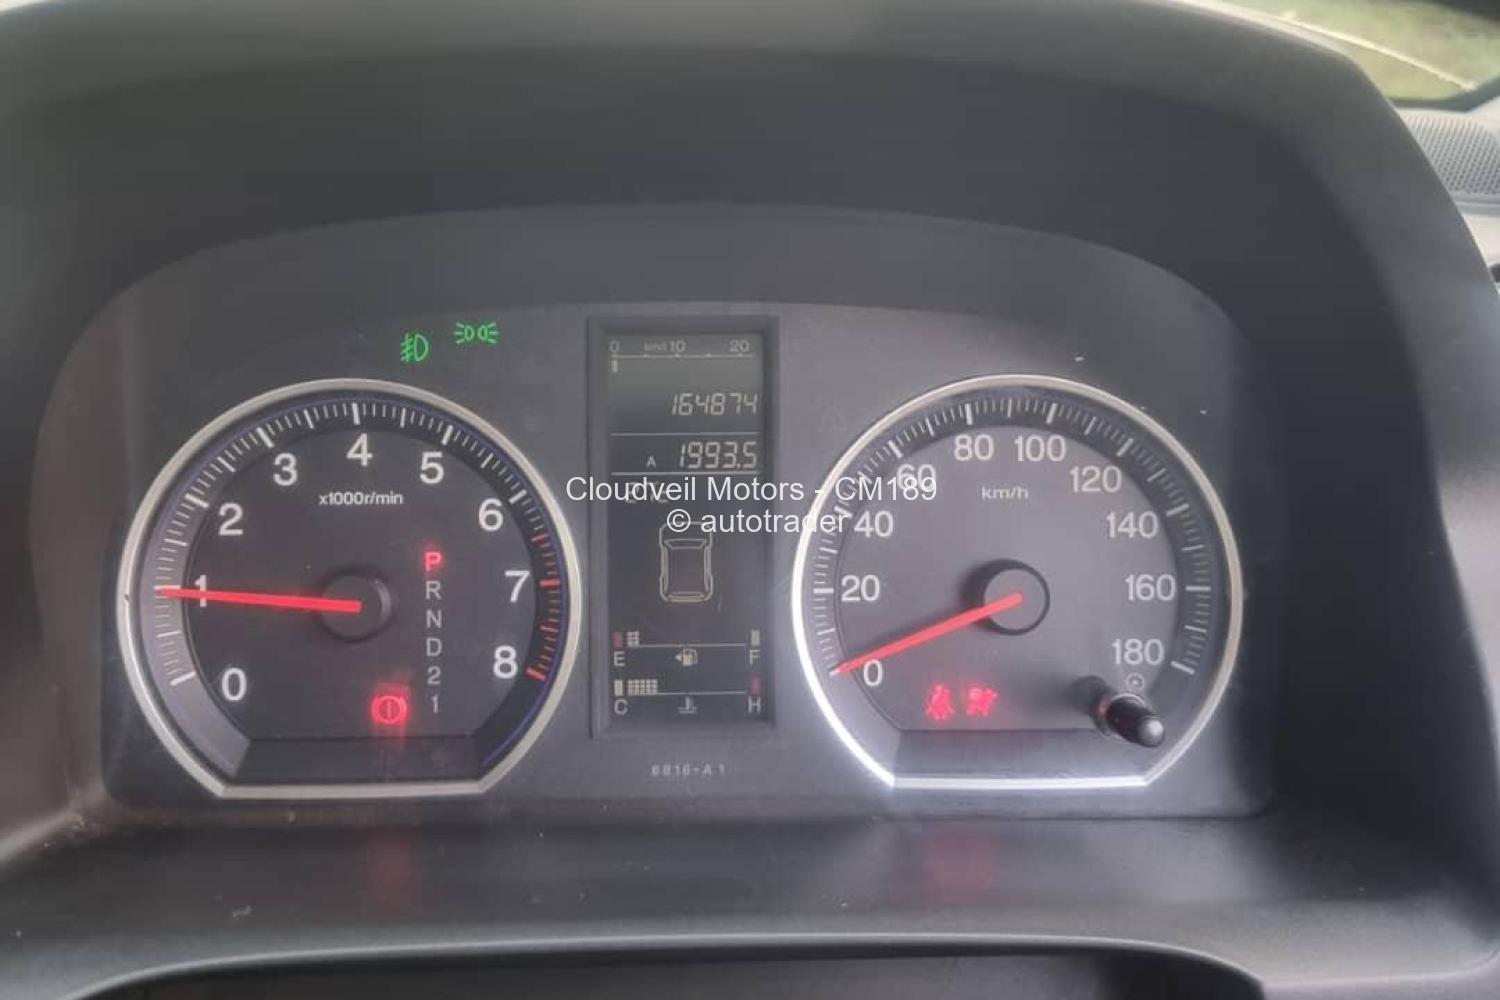 0 km/l 10 20
164874
A 1993.5
Cloudveil Motors - CM189
© autotrader
0 1 2 3 4 5 6 7 8
x1000r/min
P
R
N
D
2
1
0 20 40 60 80 100 120 140 160 180
km/h
E F
C H
6816-A1